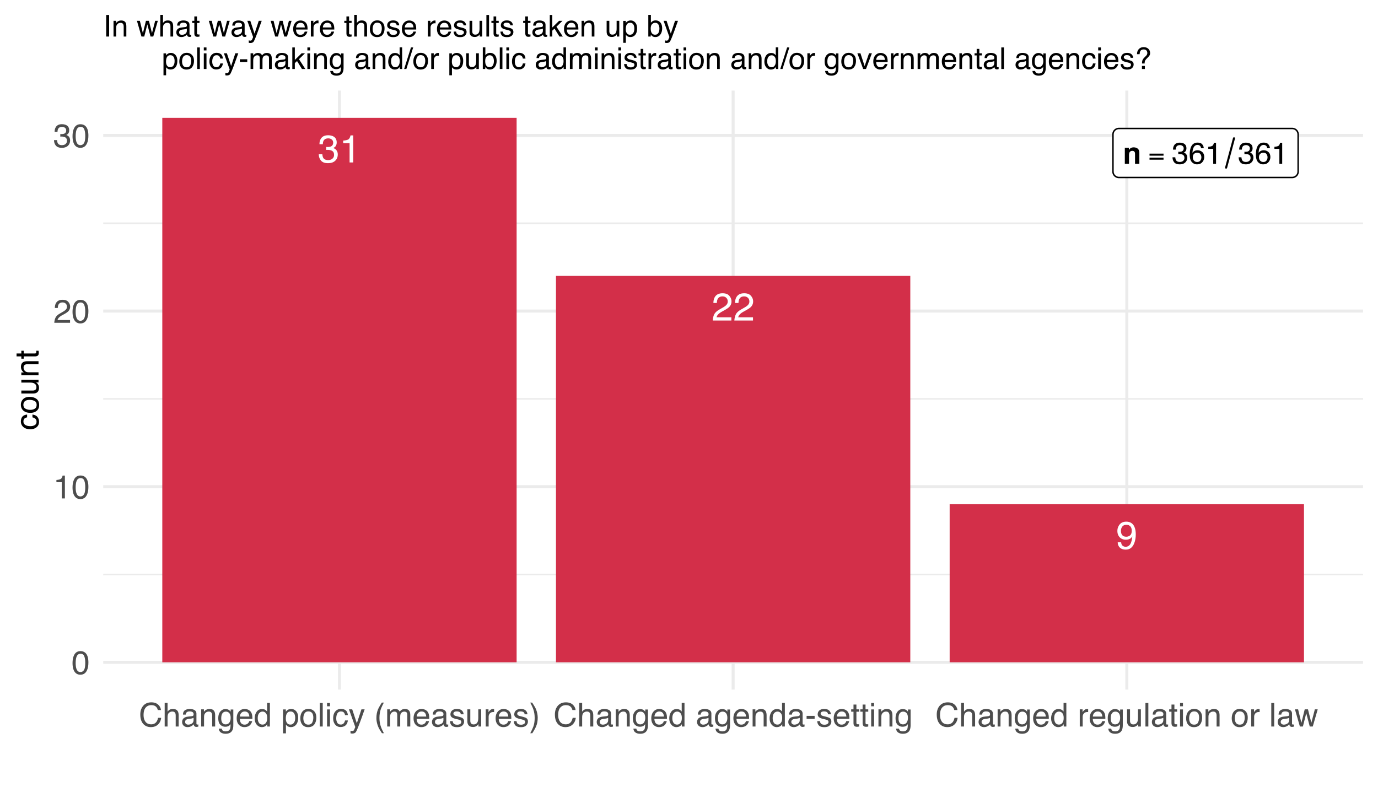 In what way were those results taken up by
policy-making and/or public administration and/or governmental agencies?
30
31
n = 361/361
20
22
count
10
9
0
Changed policy (measures) Changed agenda-setting Changed regulation or law